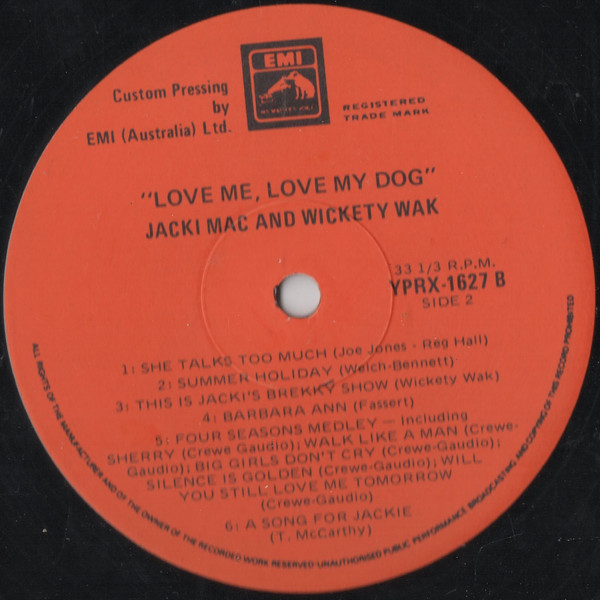 Custom Pressing
by
EMI (Australia) Ltd.
EMI
REGISTERED
TRADE MARK
"LOVE ME, LOVE MY DOG"
JACKI MAC AND WICKETY WAK
33 1/3 R.P.M.
YPRX-1627 B
SIDE 2
1: SHE TALKS TOO MUCH (Joe Jones - Reg Hall)
2: SUMMER HOLIDAY (Welch-Bennett)
3: THIS IS JACKI'S BREKKY SHOW (Wickety Wak)
4: BARBARA ANN (Fassert)
5: FOUR SEASONS MEDLEY — Including
SHERRY (Crewe Gaudio); WALK LIKE A MAN (Crewe-
Gaudio); BIG GIRLS DON'T CRY (Crewe-Gaudio);
SILENCE IS GOLDEN (Crewe-Gaudio); WILL
YOU STILL LOVE ME TOMORROW
(Crewe-Gaudio)
6: A SONG FOR JACKIE
(T. McCarthy)
ALL RIGHTS OF THE MANUFACTURER AND OF THE OWNER OF THE RECORDED WORK RESERVED UNAUTHORISED PUBLIC PERFORMANCE BROADCASTING AND COPYING OF THIS RECORD PROHIBITED